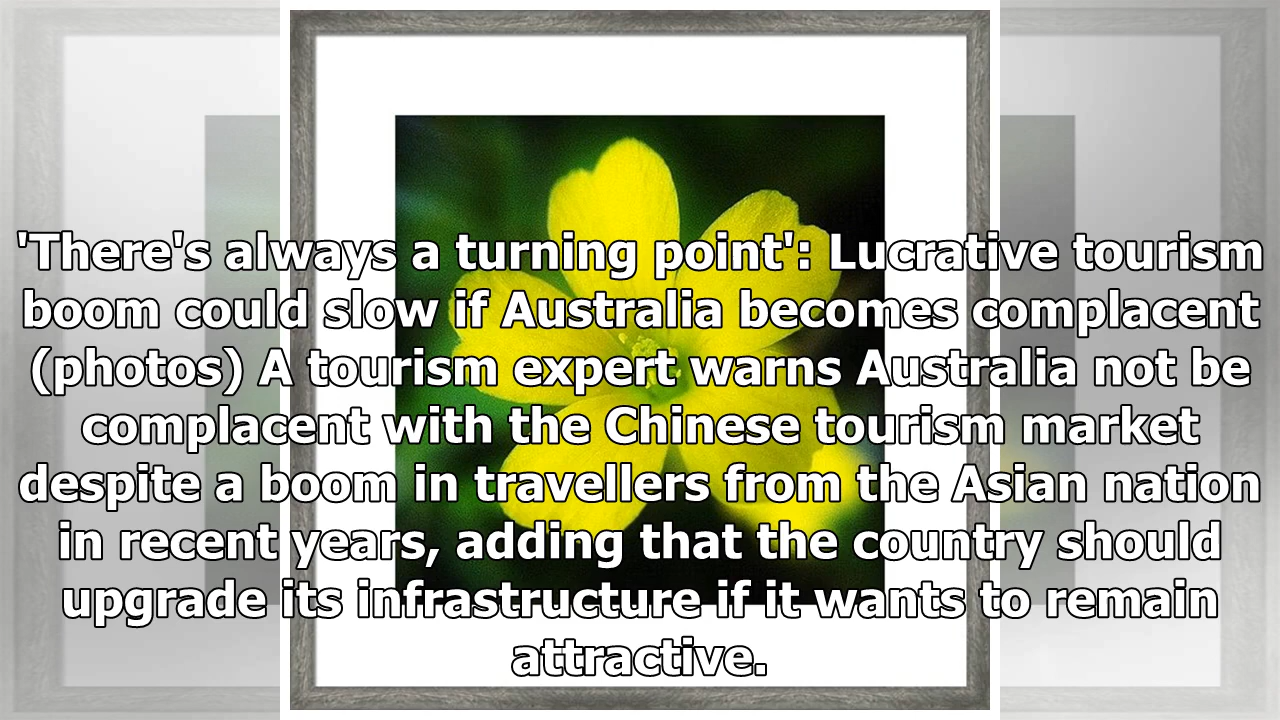 'There's always a turning point': Lucrative tourism
boom could slow if Australia becomes complacent
(photos) A tourism expert warns Australia not be
complacent with the Chinese tourism market
despite a boom in travellers from the Asian nation
in recent years, adding that the country should
upgrade its infrastructure if it wants to remain
attractive.